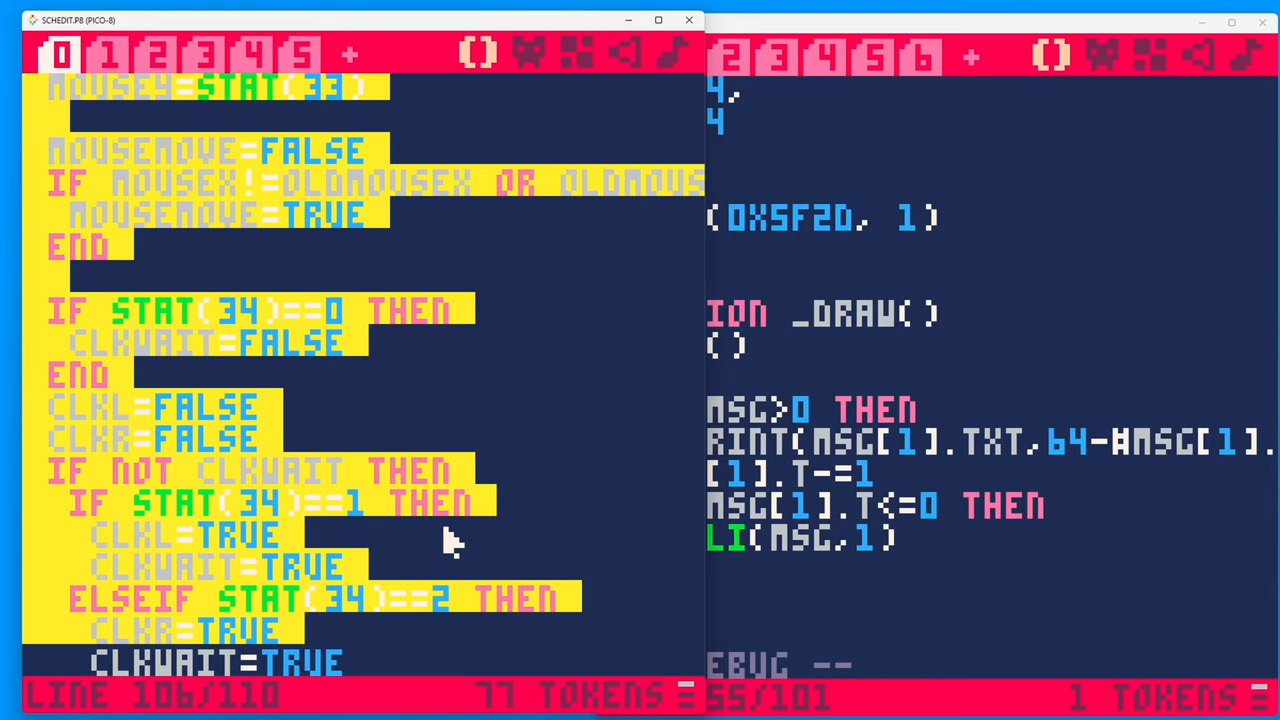 SCHEDIT.P8 (PICO-8)
0 1 2 3 4 5 +
MOUSEY=STAT(33)
MOUSEMOVE=FALSE
IF MOUSEX!=OLDMOUSEX OR OLDMOUS
MOUSEMOVE=TRUE
END
IF STAT(34)==0 THEN
CLKWAIT=FALSE
END
CLKL=FALSE
CLKR=FALSE
IF NOT CLKWAIT THEN
IF STAT(34)==1 THEN
CLKL=TRUE
CLKWAIT=TRUE
ELSEIF STAT(34)==2 THEN
CLKR=TRUE
CLKWAIT=TRUE
LINE 106/110 77 TOKENS
2 3 4 5 6 +
4,
4
(0X5F2D, 1)
ION _DRAW()
()
MSG>0 THEN
RINT(MSG[1].TXT,64-#MSG[1].
[1].T-=1
MSG[1].T<=0 THEN
LI(MSG,1)
EBUG --
55/101 1 TOKENS